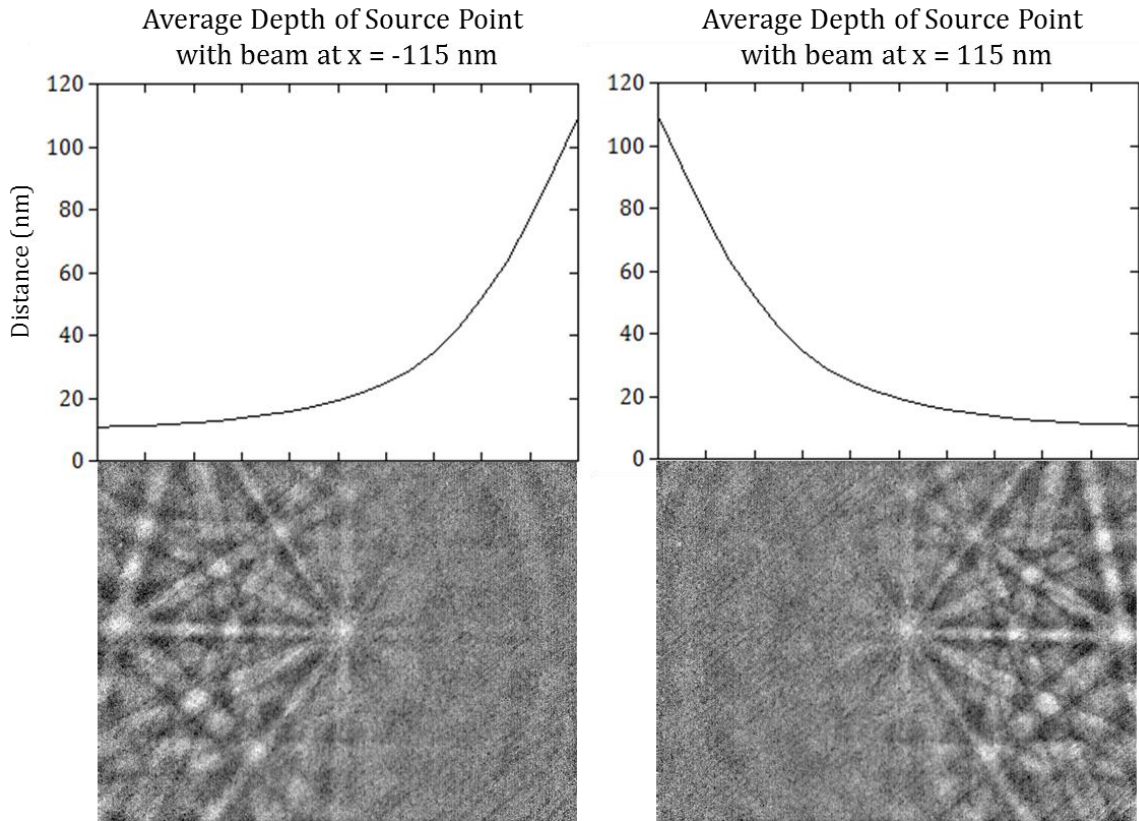 Average Depth of Source Point
with beam at x = -115 nm
Average Depth of Source Point
with beam at x = 115 nm
Distance (nm)
120
100
80
60
40
20
0
120
100
80
60
40
20
0